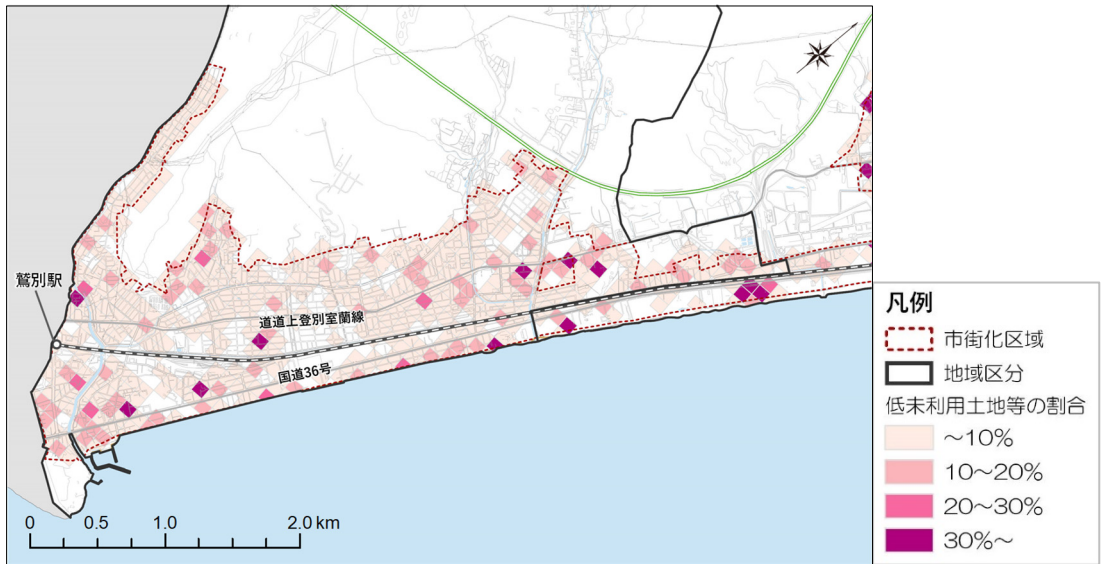 鷲別駅
道道上登別室蘭線
国道36号
0 0.5 1.0 2.0 km
凡例
市街化区域
地域区分
低未利用土地等の割合
～10%
10～20%
20～30%
30%～